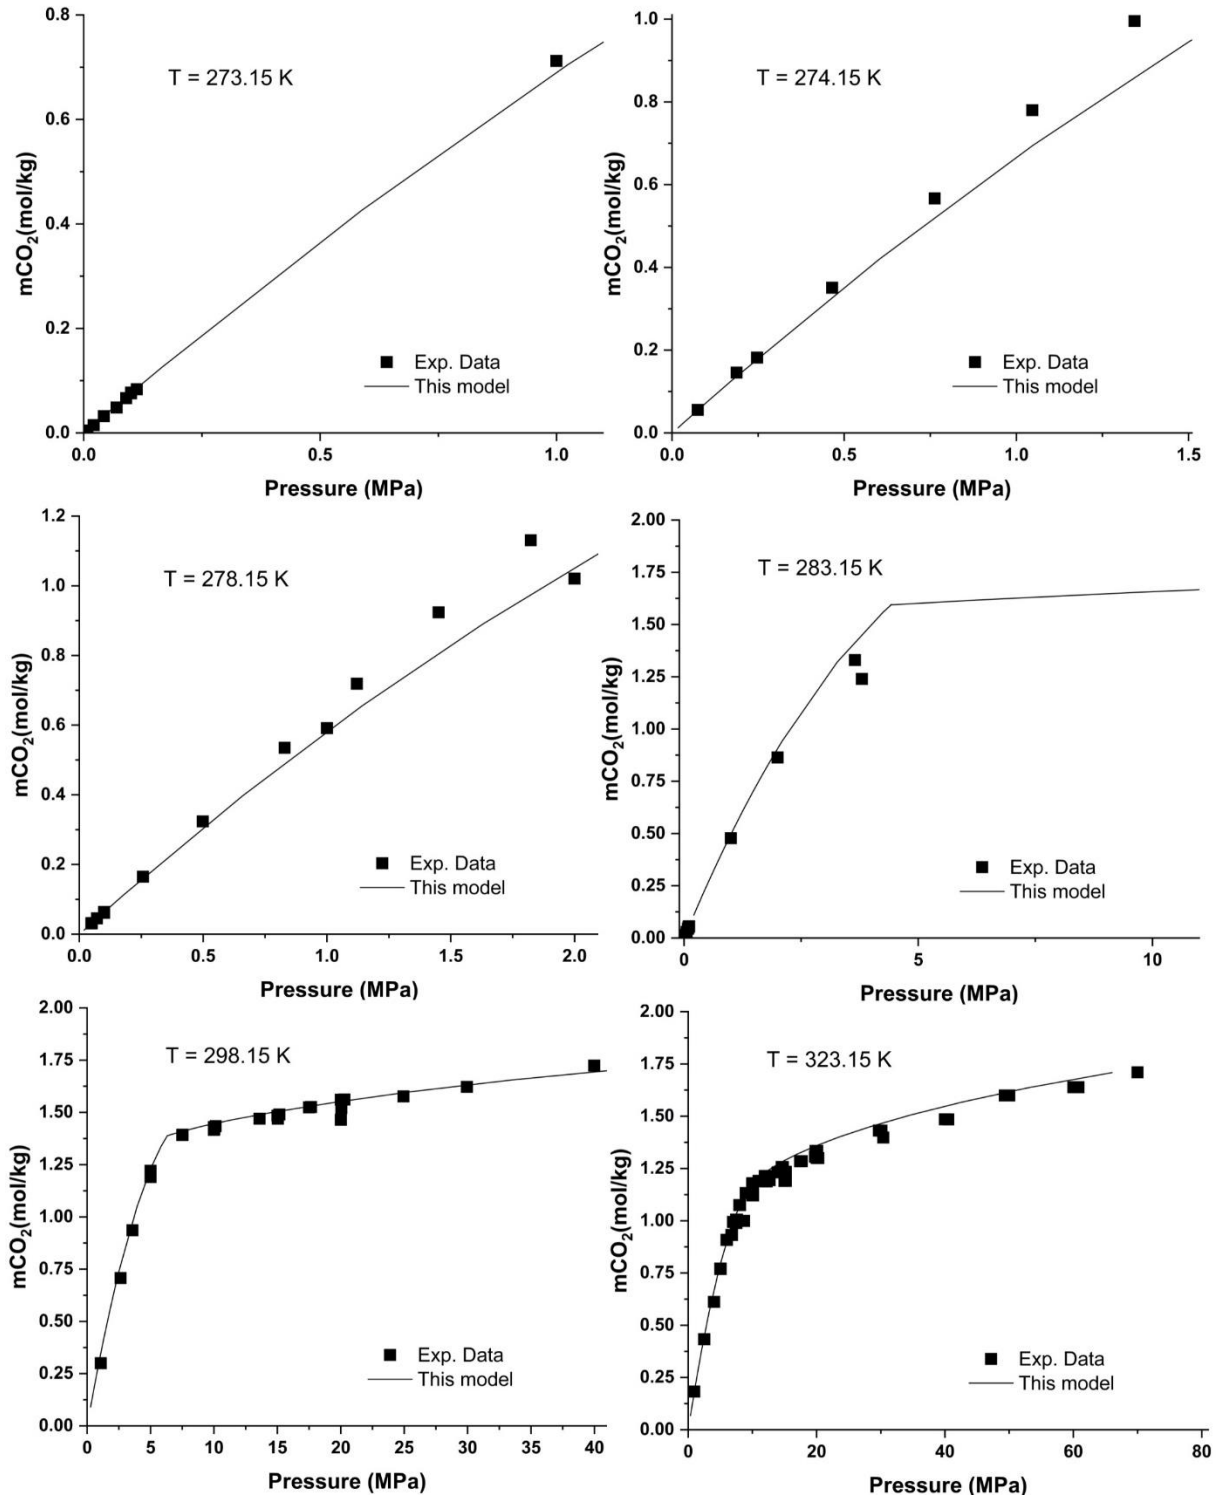 T = 273.15 K
mCO₂(mol/kg)
0.8
0.6
0.4
0.2
0.0
Exp. Data
This model
0.0 0.5 1.0
Pressure (MPa)
T = 274.15 K
mCO₂(mol/kg)
1.0
0.8
0.6
0.4
0.2
0.0
Exp. Data
This model
0.0 0.5 1.0 1.5
Pressure (MPa)
T = 278.15 K
mCO₂(mol/kg)
1.2
1.0
0.8
0.6
0.4
0.2
0.0
Exp. Data
This model
0.0 0.5 1.0 1.5 2.0
Pressure (MPa)
T = 283.15 K
mCO₂(mol/kg)
2.00
1.75
1.50
1.25
1.00
0.75
0.50
0.25
0.00
Exp. Data
This model
0 5 10
Pressure (MPa)
T = 298.15 K
mCO₂(mol/kg)
2.00
1.75
1.50
1.25
1.00
0.75
0.50
0.25
0.00
Exp. Data
This model
0 5 10 15 20 25 30 35 40
Pressure (MPa)
T = 323.15 K
mCO₂(mol/kg)
2.00
1.75
1.50
1.25
1.00
0.75
0.50
0.25
0.00
Exp. Data
This model
0 20 40 60 80
Pressure (MPa)